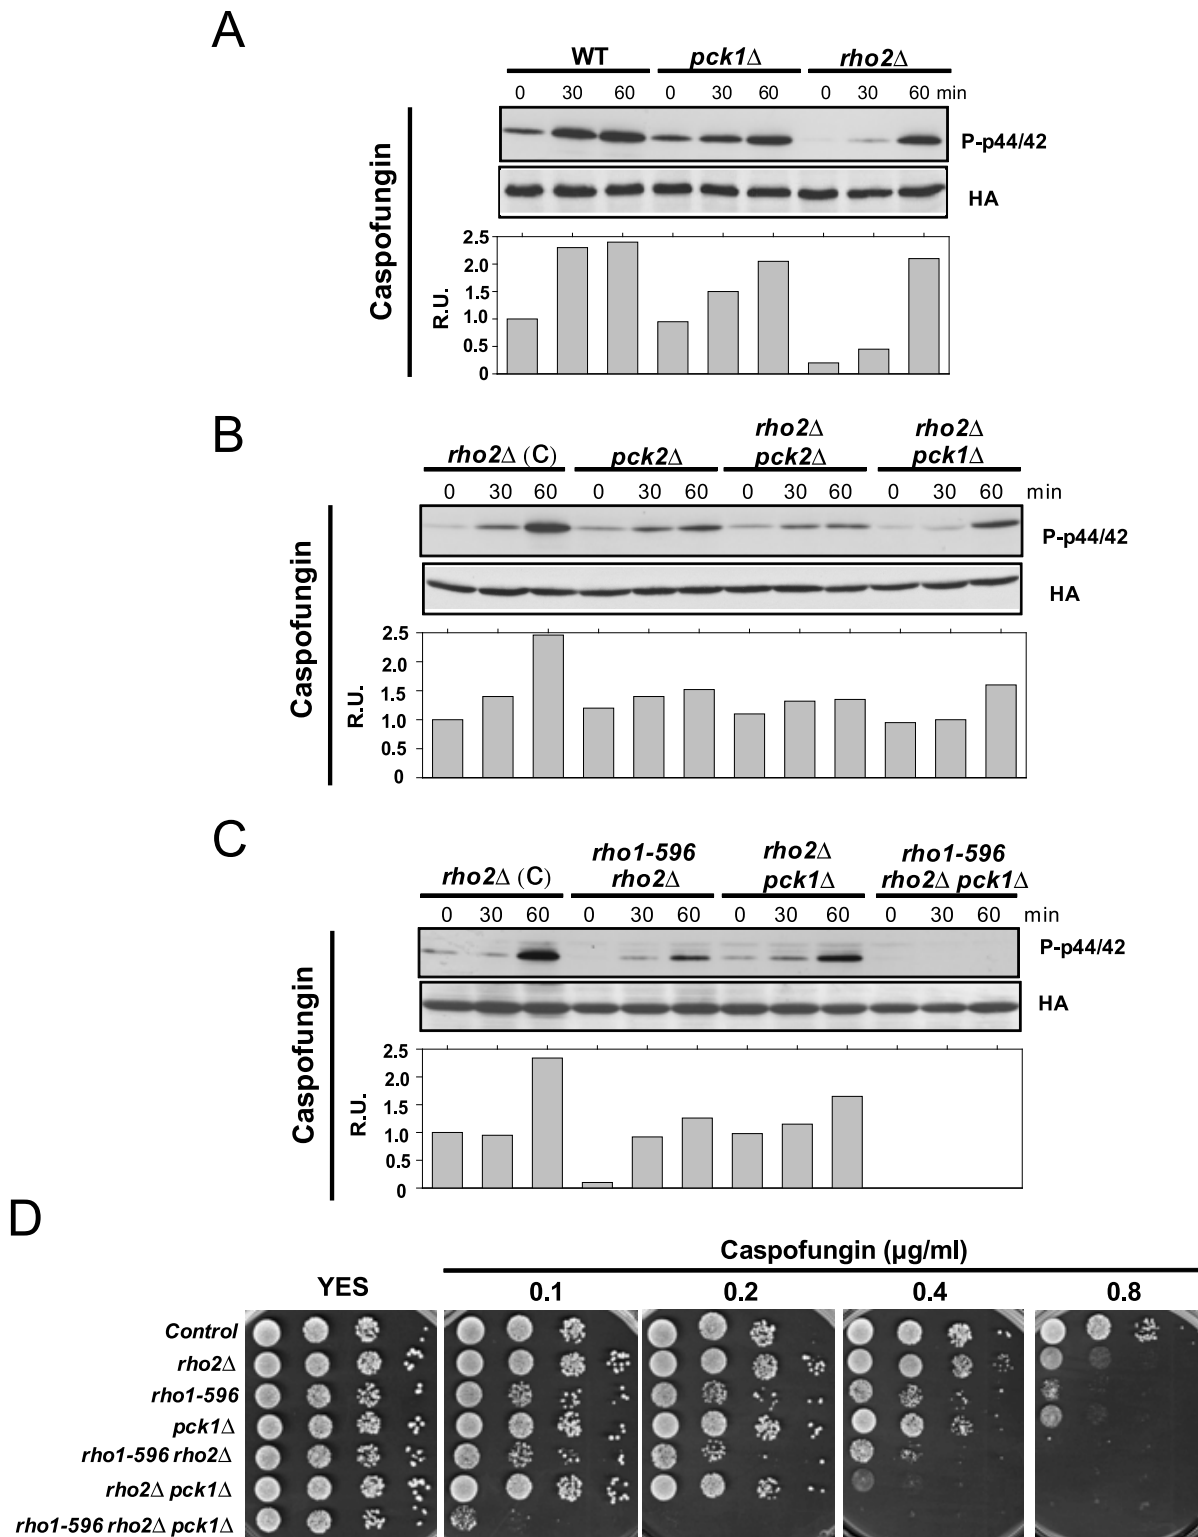 A
WT pck1Δ rho2Δ
0 30 60 0 30 60 0 30 60 min
P-p44/42
HA
Caspofungin
R.U.
2.5
2.0
1.5
1.0
0.5
0
B
rho2Δ (C) pck2Δ rho2Δ pck2Δ rho2Δ pck1Δ
0 30 60 0 30 60 0 30 60 0 30 60 min
P-p44/42
HA
Caspofungin
R.U.
2.5
2.0
1.5
1.0
0.5
0
C
rho2Δ (C) rho1-596 rho2Δ rho2Δ pck1Δ rho1-596 rho2Δ pck1Δ
0 30 60 0 30 60 0 30 60 0 30 60 min
P-p44/42
HA
Caspofungin
R.U.
2.5
2.0
1.5
1.0
0.5
0
D
Caspofungin (µg/ml)
YES 0.1 0.2 0.4 0.8
Control
rho2Δ
rho1-596
pck1Δ
rho1-596 rho2Δ
rho2Δ pck1Δ
rho1-596 rho2Δ pck1Δ